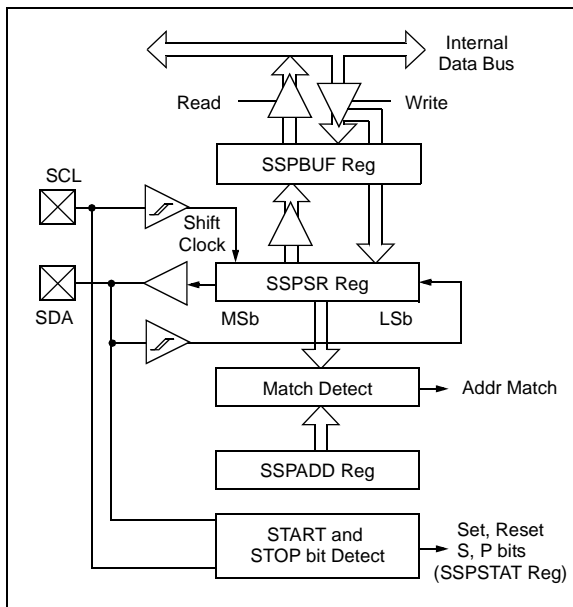 Internal
Data Bus
Read
Write
SSPBUF Reg
SCL
Shift
Clock
SSPSR Reg
SDA
MSb
LSb
Match Detect
Addr Match
SSPADD Reg
START and
STOP bit Detect
Set, Reset
S, P bits
(SSPSTAT Reg)